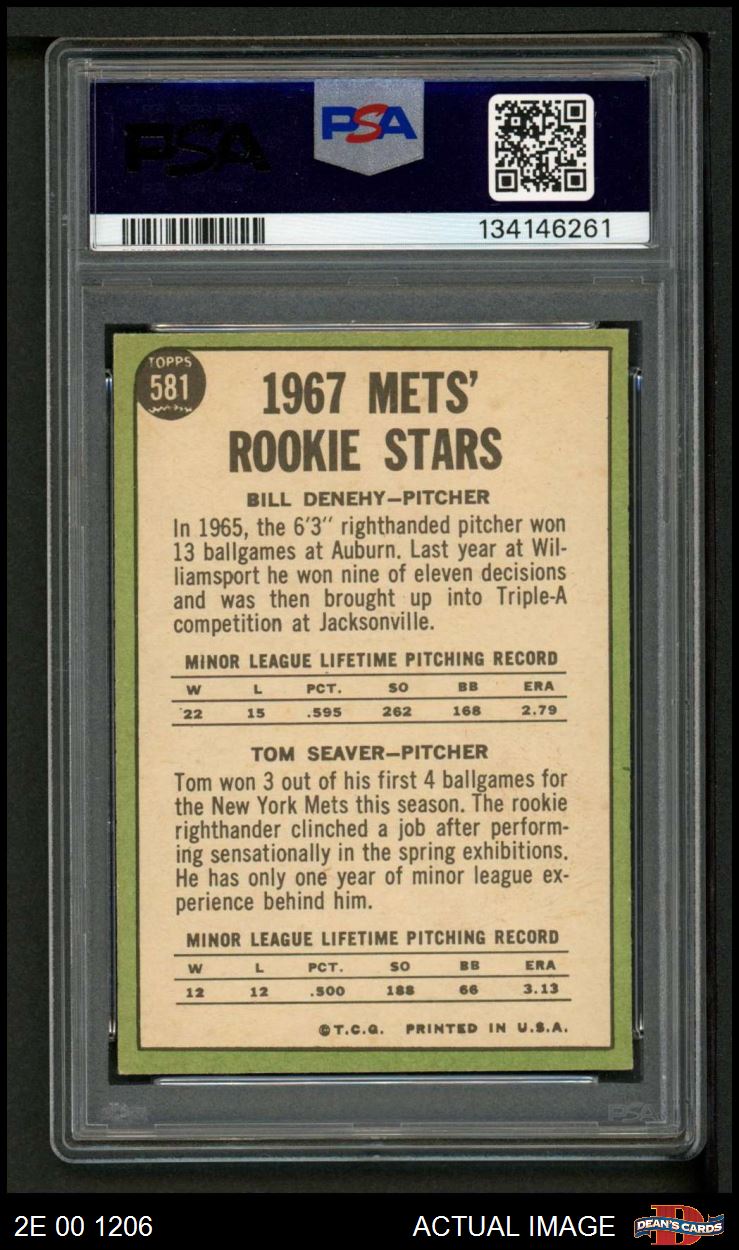 PSA
PSA
134146261
TOPPS
581
1967 METS'
ROOKIE STARS
BILL DENEHY—PITCHER
In 1965, the 6'3" righthanded pitcher won
13 ballgames at Auburn. Last year at Wil-
liamsport he won nine of eleven decisions
and was then brought up into Triple-A
competition at Jacksonville.
MINOR LEAGUE LIFETIME PITCHING RECORD
W L PCT. SO BB ERA
22 15 .595 262 168 2.79
TOM SEAVER—PITCHER
Tom won 3 out of his first 4 ballgames for
the New York Mets this season. The rookie
righthander clinched a job after perform-
ing sensationally in the spring exhibitions.
He has only one year of minor league ex-
perience behind him.
MINOR LEAGUE LIFETIME PITCHING RECORD
W L PCT. SO BB ERA
12 12 .500 188 66 3.13
©T.C.G. PRINTED IN U.S.A.
PSA
2E 00 1206
ACTUAL IMAGE
DEAN'S CARDS